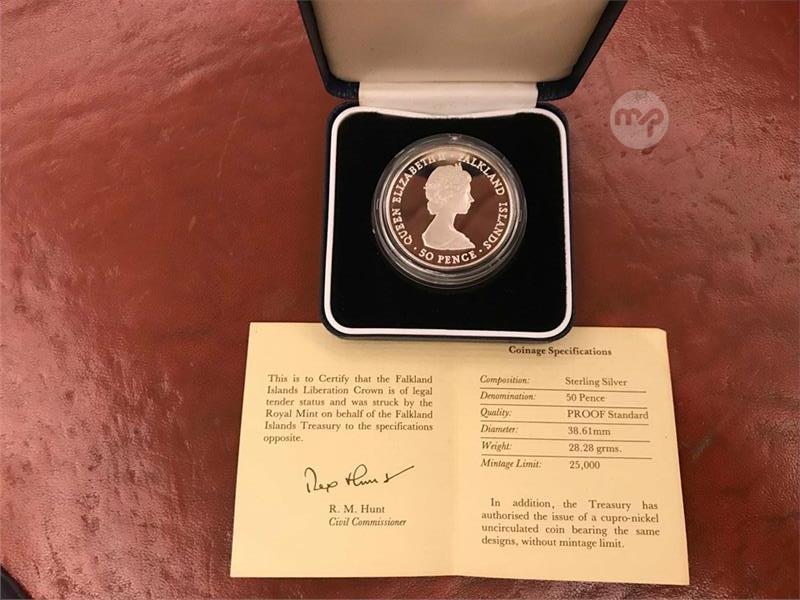 mp
QUEEN ELIZABETH II · FALKLAND ISLANDS
· 50 PENCE ·
This is to Certify that the Falkland
Islands Liberation Crown is of legal
tender status and was struck by the
Royal Mint on behalf of the Falkland
Islands Treasury to the specifications
opposite.
Rex Hunt
R. M. Hunt
Civil Commissioner
Coinage Specifications
Composition: Sterling Silver
Denomination: 50 Pence
Quality: PROOF Standard
Diameter: 38.61mm
Weight: 28.28 grms.
Mintage Limit: 25,000
In addition, the Treasury has
authorised the issue of a cupro-nickel
uncirculated coin bearing the same
designs, without mintage limit.